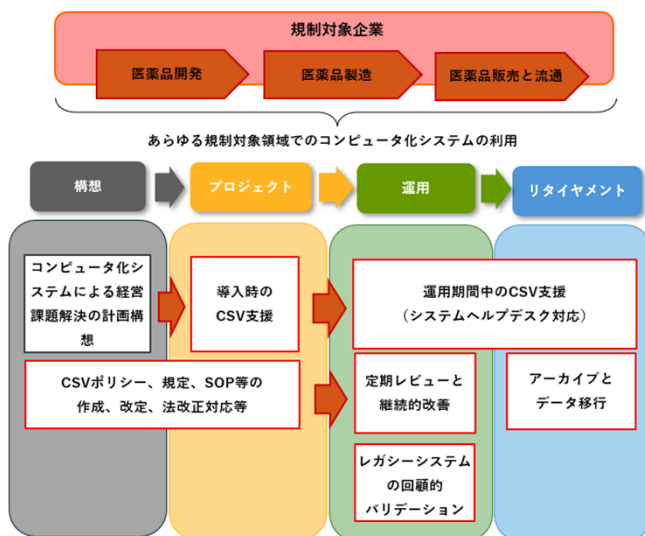 規制対象企業
医薬品開発
医薬品製造
医薬品販売と流通
あらゆる規制対象領域でのコンピュータ化システムの利用
構想
プロジェクト
運用
リタイヤメント
コンピュータ化シ
ステムによる経営
課題解決の計画構
想
導入時の
CSV支援
運用期間中のCSV支援
（システムヘルプデスク対応）
CSVポリシー、規定、SOP等の
作成、改定、法改正対応等
定期レビューと
継続的改善
アーカイブと
データ移行
レガシーシステム
の回顧的
バリデーション